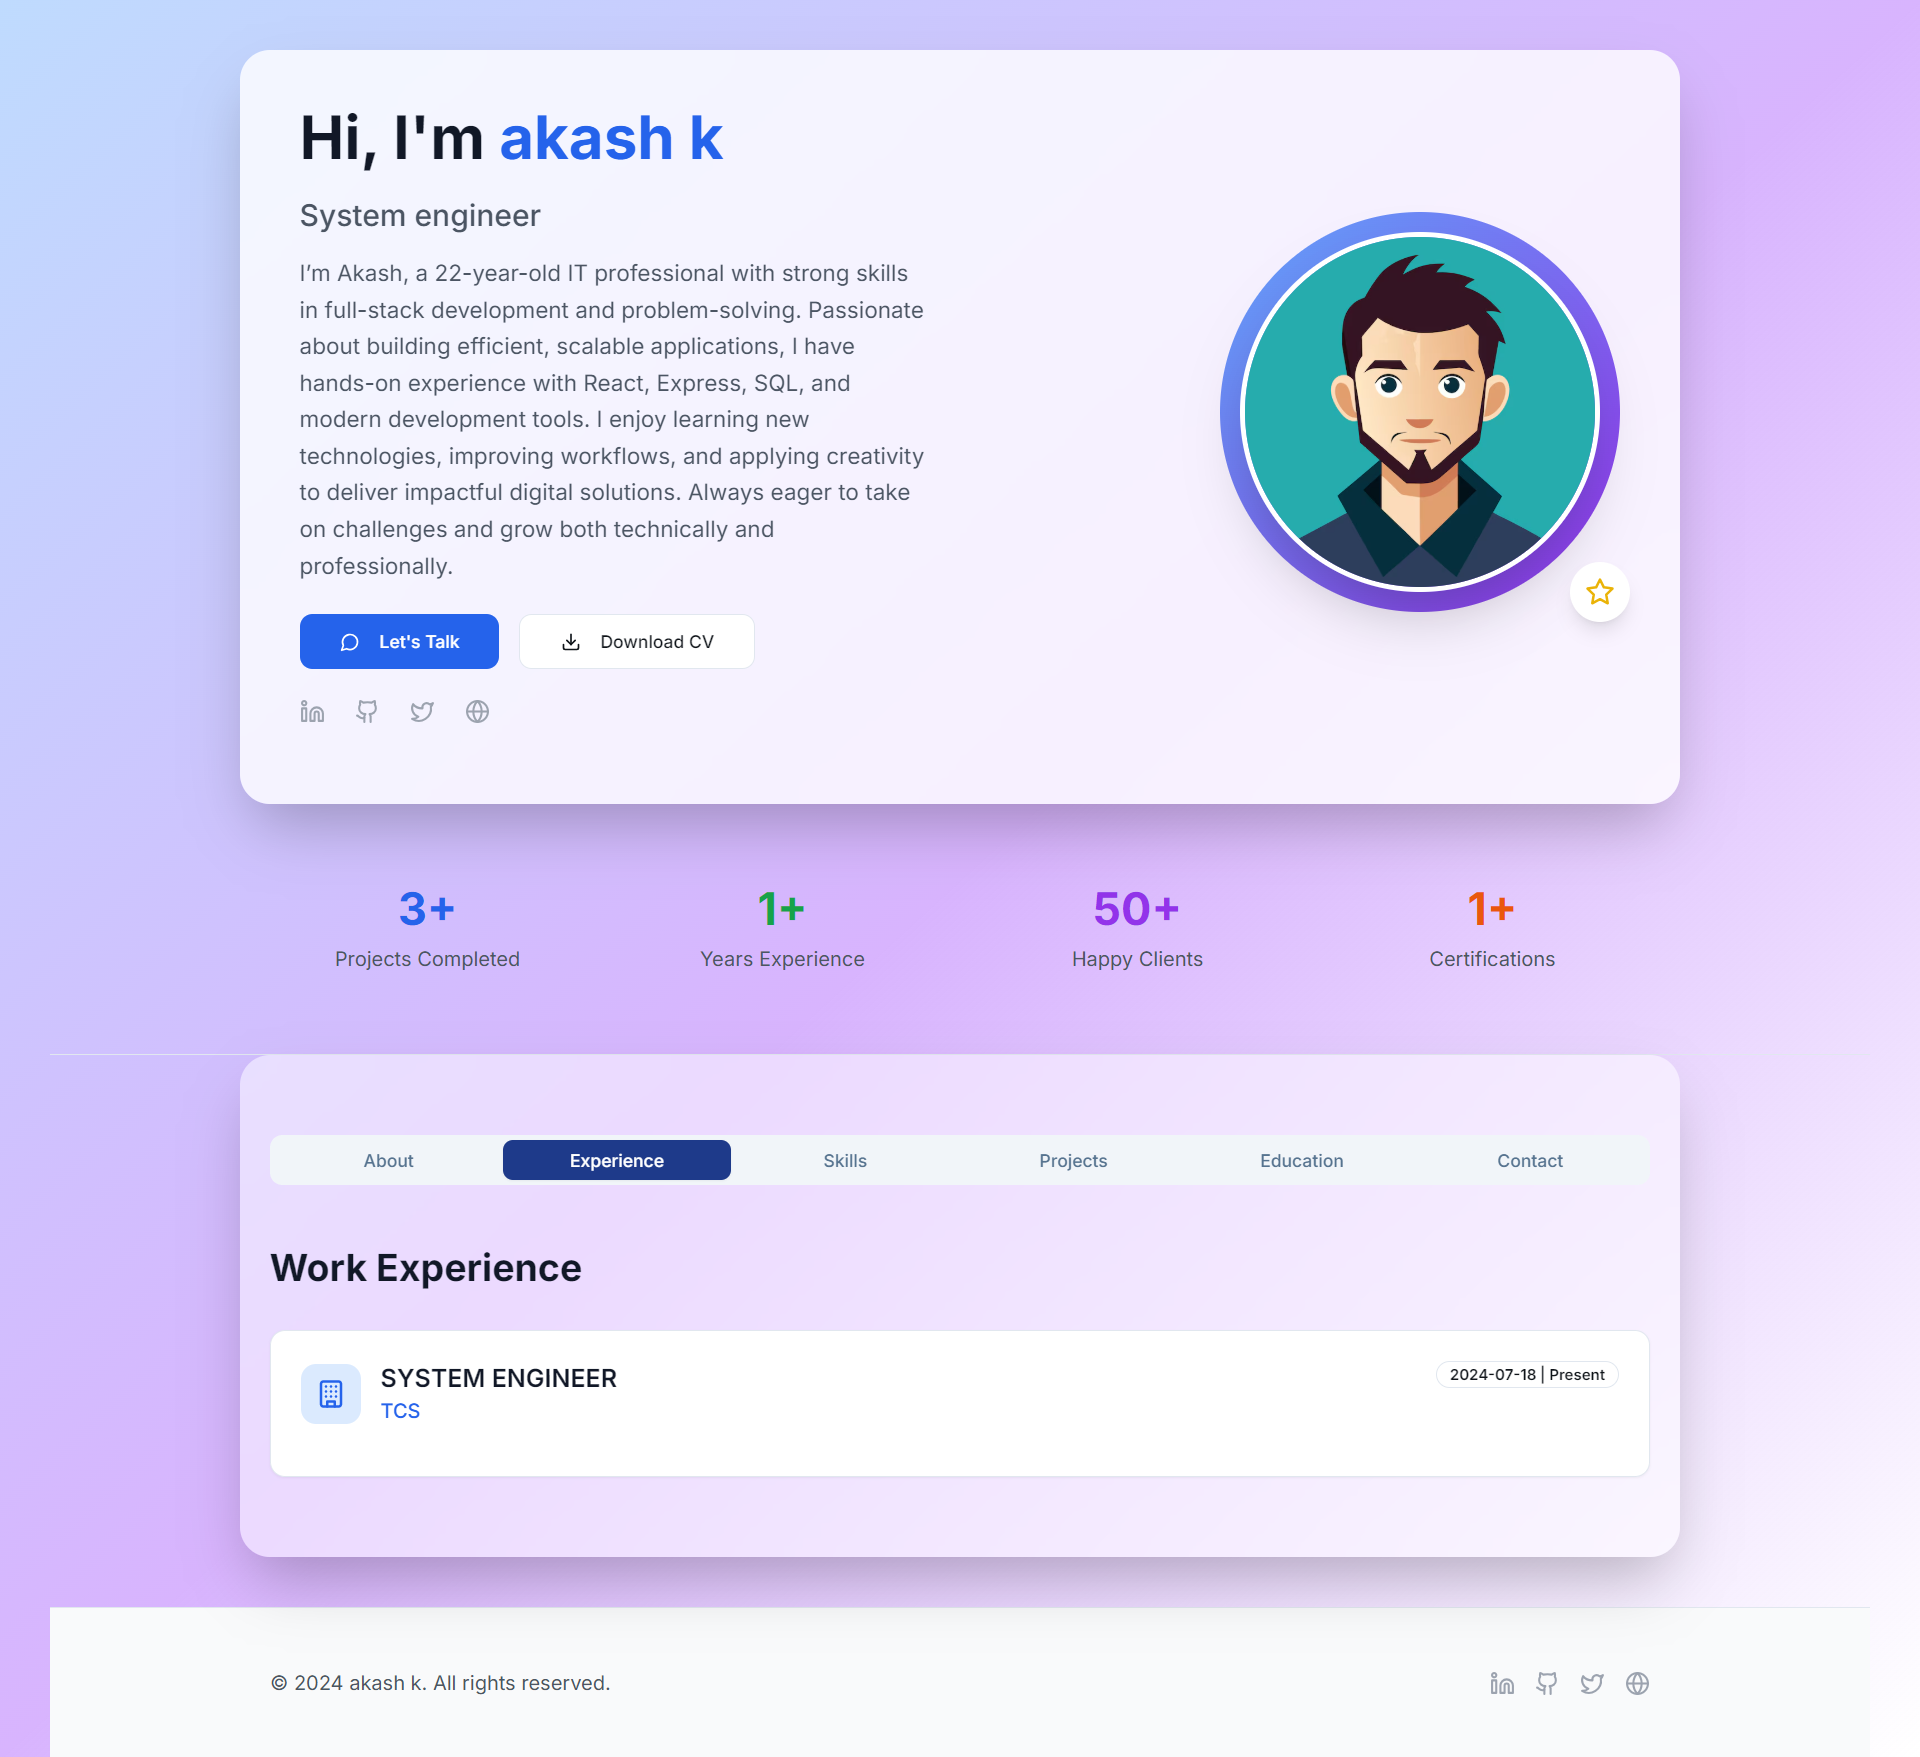 Hi, I'm akash k
System engineer
I’m Akash, a 22-year-old IT professional with strong skills
in full-stack development and problem-solving. Passionate
about building efficient, scalable applications, I have
hands-on experience with React, Express, SQL, and
modern development tools. I enjoy learning new
technologies, improving workflows, and applying creativity
to deliver impactful digital solutions. Always eager to take
on challenges and grow both technically and
professionally.
Let's Talk
Download CV
3+
Projects Completed
1+
Years Experience
50+
Happy Clients
1+
Certifications
About
Experience
Skills
Projects
Education
Contact
Work Experience
SYSTEM ENGINEER
TCS
2024-07-18 | Present
© 2024 akash k. All rights reserved.